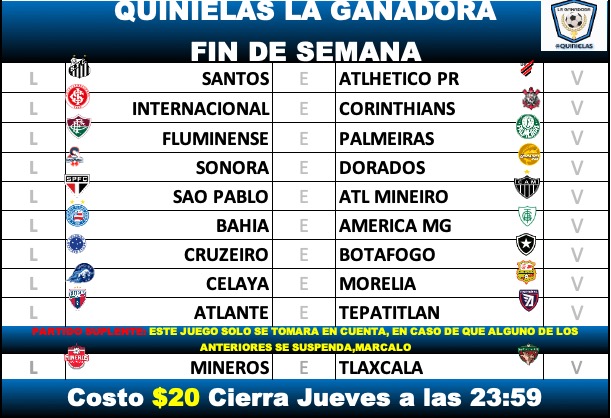 QUINIELAS LA GANADORA
FIN DE SEMANA
LA GANADORA
#QUINIELAS
L SANTOS E ATLHETICO PR V
L INTERNACIONAL E CORINTHIANS V
L FLUMINENSE E PALMEIRAS V
L SONORA E DORADOS V
L SAO PABLO E ATL MINEIRO V
L BAHIA E AMERICA MG V
L CRUZEIRO E BOTAFOGO V
L CELAYA E MORELIA V
L ATLANTE E TEPATITLAN V
PARTIDO SUPLENTE: ESTE JUEGO SOLO SE TOMARA EN CUENTA, EN CASO DE QUE ALGUNO DE LOS
ANTERIORES SE SUSPENDA,MARCALO
L MINEROS E TLAXCALA V
Costo $20 Cierra Jueves a las 23:59